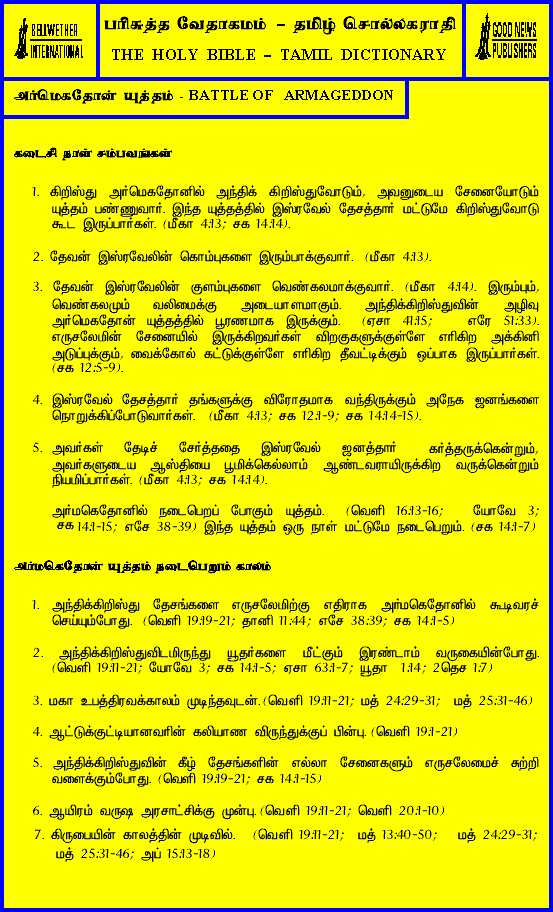 BELLWETHER
INTERNATIONAL
பரிசுத்த வேதாகமம் – தமிழ் சொல்லகராதி
THE HOLY BIBLE – TAMIL DICTIONARY
GOOD NEWS
PUBLISHERS
அர்மெகதோன் யுத்தம் - BATTLE OF ARMAGEDDON
கடைசி நாள் சம்பவங்கள்
1. கிறிஸ்து அர்மெகதோனில் அந்திக் கிறிஸ்துவோடும், அவனுடைய சேனையோடும்
யுத்தம் பண்ணுவார். இந்த யுத்தத்தில் இஸ்ரவேல் தேசத்தார் மட்டுமே கிறிஸ்துவோடு
கூட இருப்பார்கள். (மீகா 4:13; சக 14:14).
2. தேவன் இஸ்ரவேலின் கொம்புகளை இரும்பாக்குவார். (மீகா 4:13).
3. தேவன் இஸ்ரவேலின் குளம்புகளை வெண்கலமாக்குவார். (மீகா 4:14). இரும்பும்,
வெண்கலமும் வலிமைக்கு அடையாளமாகும். அந்திக்கிறிஸ்துவின் அழிவு
அர்மெகதோன் யுத்தத்தில் பூரணமாக இருக்கும். (ஏசா 41:15; எரே 51:33).
எருசலேமின் சேனையில் இருக்கிறவர்கள் விறகுகளுக்குள்ளே எரிகிற அக்கினி
அடுப்புக்கும், வைக்கோல் கட்டுக்குள்ளே எரிகிற தீவட்டிக்கும் ஒப்பாக இருப்பார்கள்.
(சக 12:5-9).
4. இஸ்ரவேல் தேசத்தார் தங்களுக்கு விரோதமாக வந்திருக்கும் அநேக ஜனங்களை
நொறுக்கிப்போடுவார்கள். (மீகா 4:13; சக 12:1-9; சக 14:14-15).
5. அவர்கள் தேடிச் சேர்த்ததை இஸ்ரவேல் ஜனத்தார் கர்த்தருக்கென்றும்,
அவர்களுடைய ஆஸ்தியை பூமிக்கெல்லாம் ஆண்டவராயிருக்கிற வருக்கென்றும்
நியமிப்பார்கள். (மீகா 4:13; சக 14:14).
அர்மகெதோனில் நடைபெறப் போகும் யுத்தம். (வெளி 16:13-16; யோவே 3;
சக 14:1-15; எசே 38-39) இந்த யுத்தம் ஒரு நாள் மட்டுமே நடைபெறும். (சக 14:1-7)
அர்மகெதோன் யுத்தம் நடைபெறும் காலம்
1. அந்திக்கிறிஸ்து தேசங்களை எருசலேமிற்கு எதிராக அர்மகெதோனில் கூடிவரச்
செய்யும்போது. (வெளி 19:19-21; தானி 11:44; எசே 38:39; சக 14:1-5)
2. அந்திக்கிறிஸ்துவிடமிருந்து யூதர்களை மீட்கும் இரண்டாம் வருகையின்போது.
(வெளி 19:11-21; யோவே 3; சக 14:1-5; ஏசா 63:1-7; யூதா 1:14; 2தெச 1:7)
3. மகா உபத்திரவக்காலம் முடிந்தவுடன். (வெளி 19:11-21; மத் 24:29-31; மத் 25:31-46)
4. ஆட்டுக்குட்டியானவரின் கலியாண விருந்துக்குப் பின்பு. (வெளி 19:1-21)
5. அந்திக்கிறிஸ்துவின் கீழ் தேசங்களின் எல்லா சேனைகளும் எருசலேமைச் சுற்றி
வளைக்கும்போது. (வெளி 19:19-21; சக 14:1-15)
6. ஆயிரம் வருஷ அரசாட்சிக்கு முன்பு. (வெளி 19:11-21; வெளி 20:1-10)
7. கிருபையின் காலத்தின் முடிவில். (வெளி 19:11-21; மத் 13:40-50; மத் 24:29-31;
மத் 25:31-46; அப் 15:13-18)